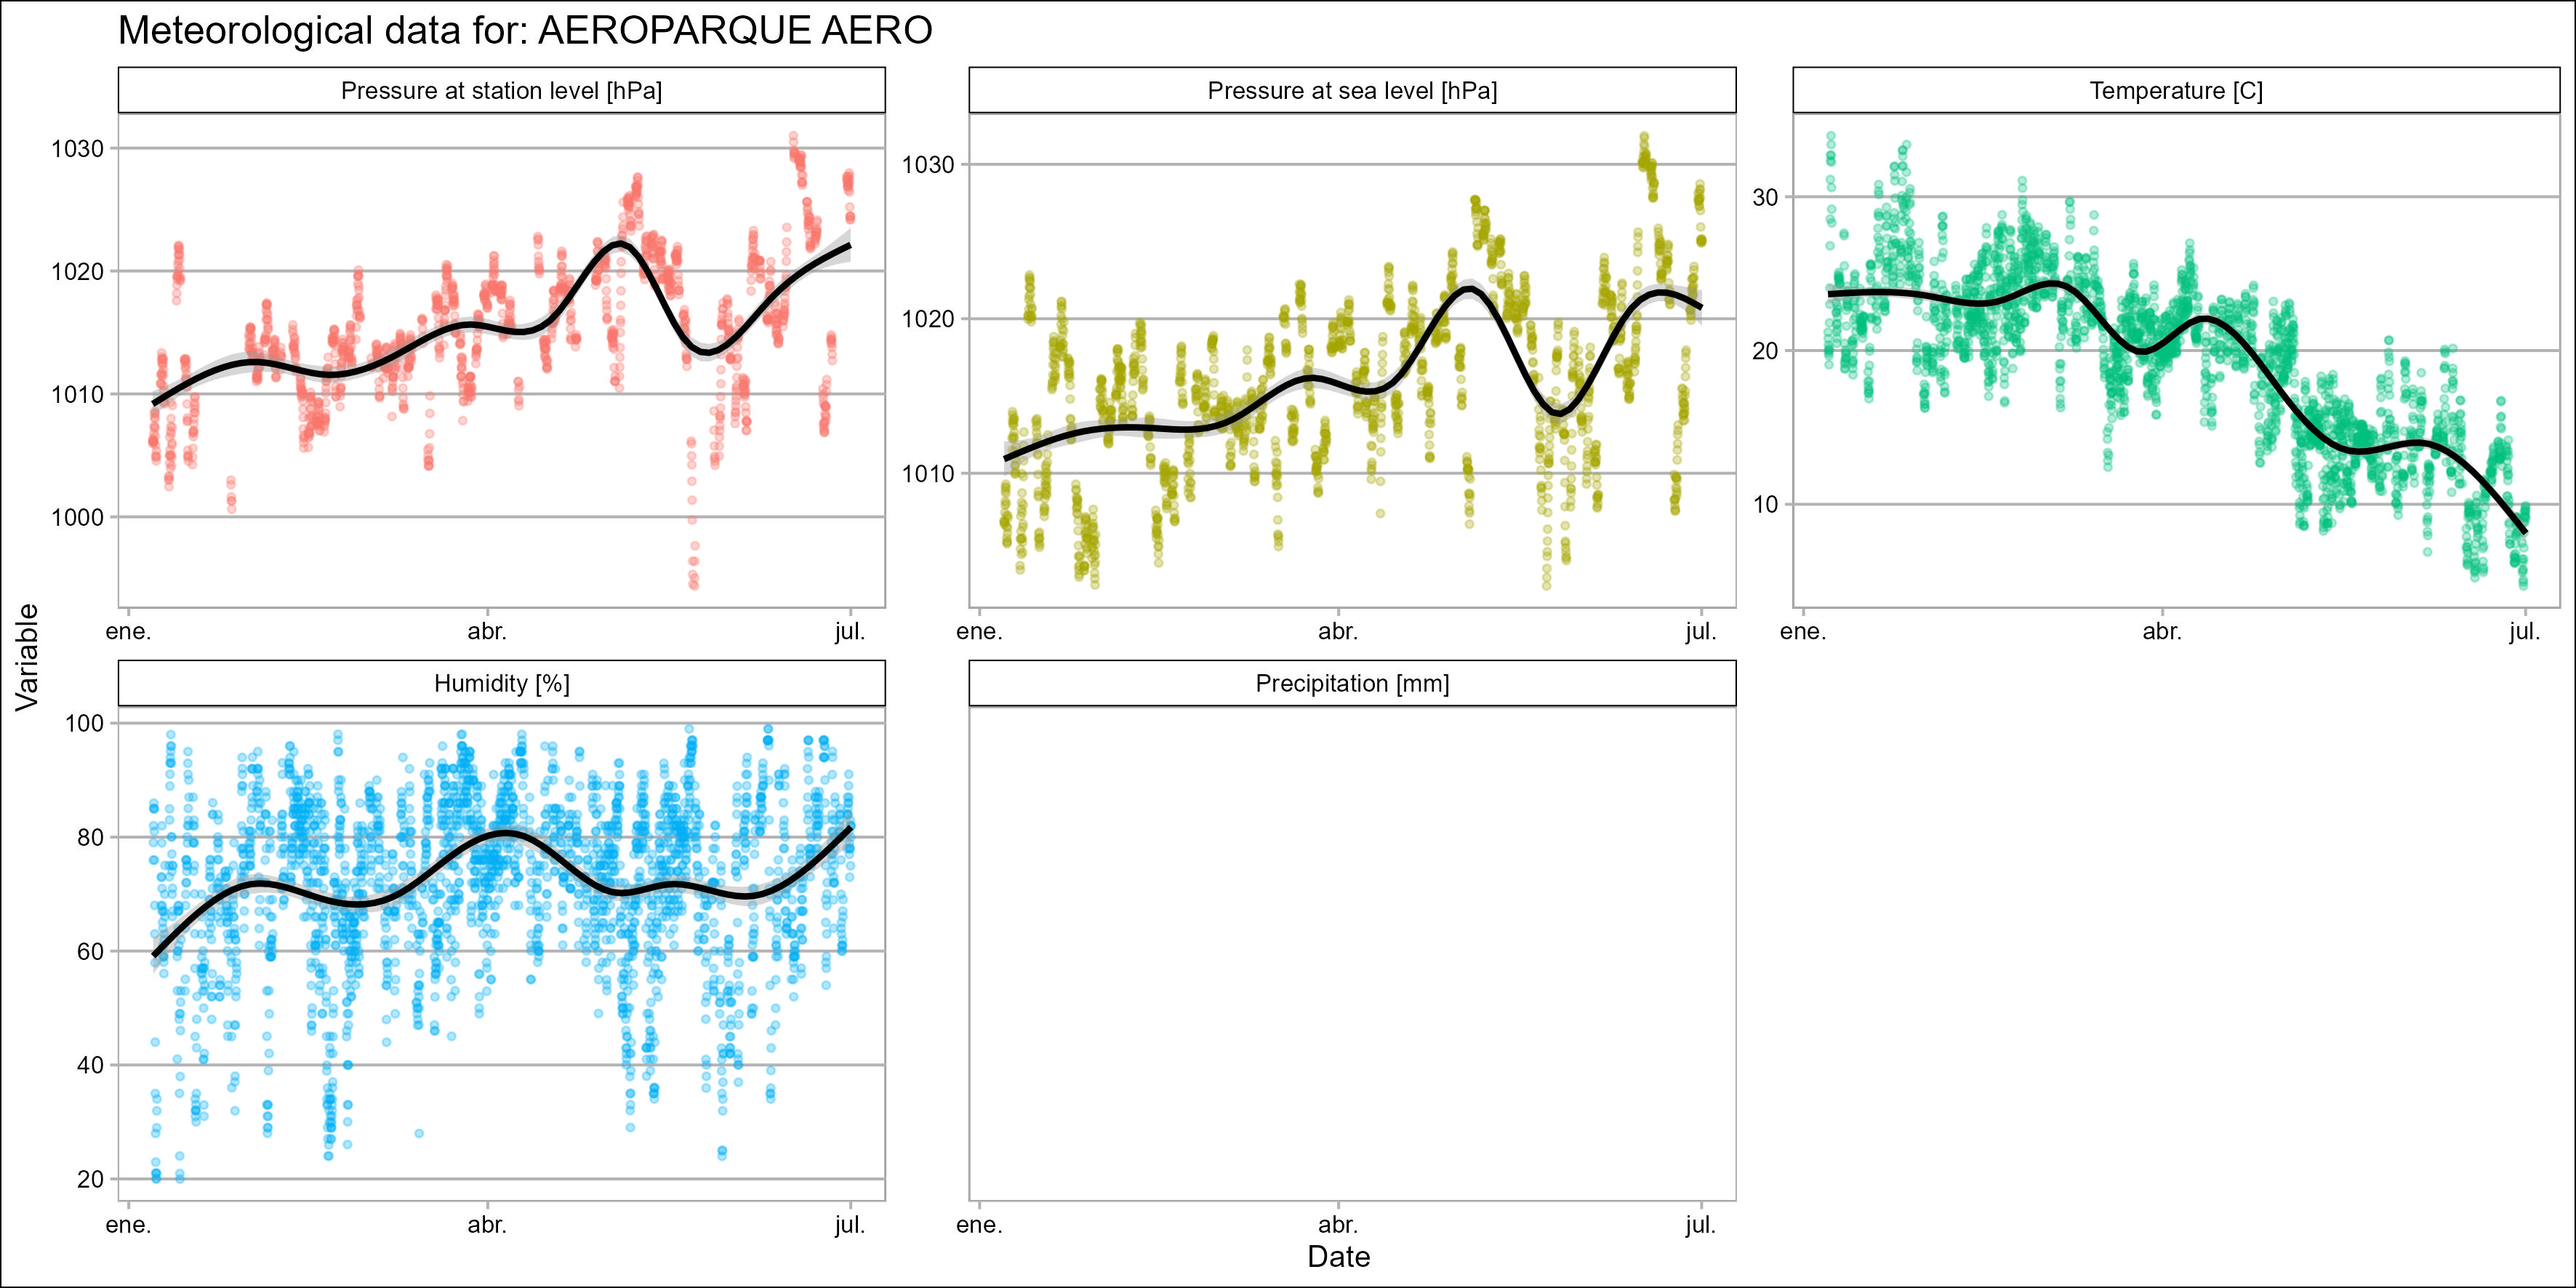 Meteorological data for: AEROPARQUE AERO
Pressure at station level [hPa]
Pressure at sea level [hPa]
Temperature [C]
1030
1020
1010
1000
ene.
abr.
jul.
1030
1020
1010
ene.
abr.
jul.
30
20
10
ene.
abr.
jul.
Variable
Humidity [%]
Precipitation [mm]
100
80
60
40
20
ene.
abr.
jul.
ene.
abr.
jul.
Date